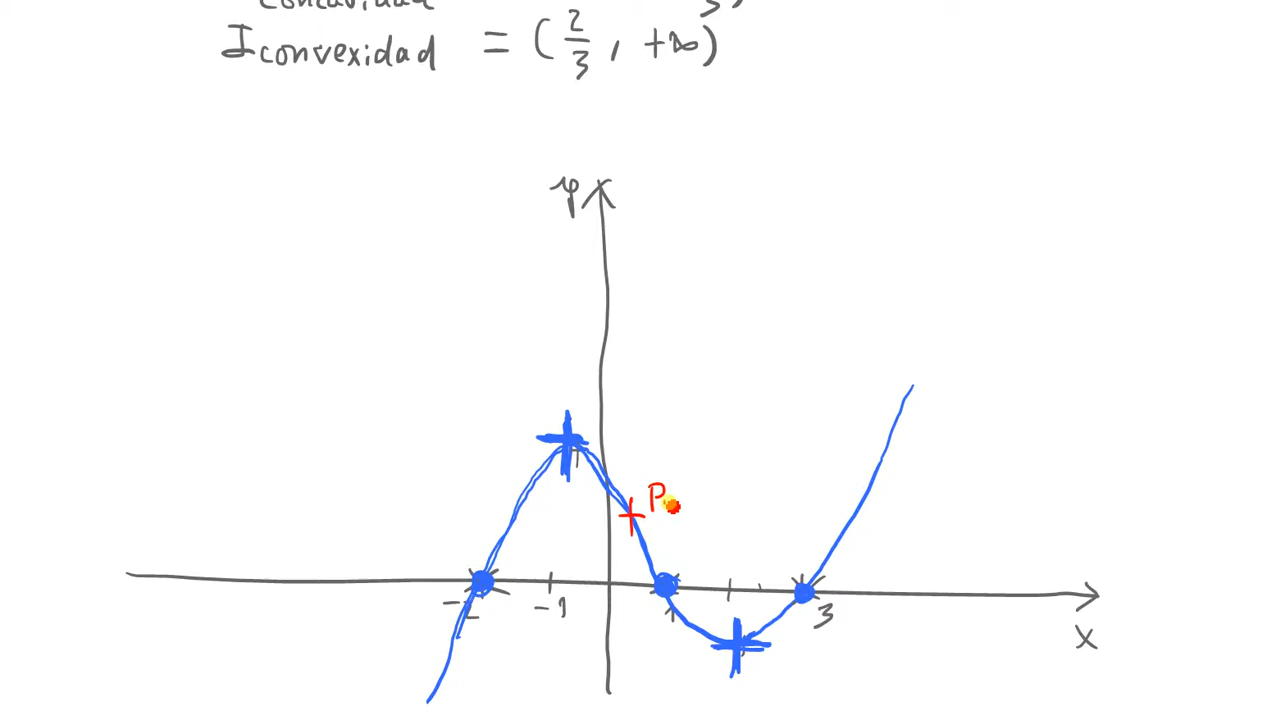 Iconvexidad = (2/3, +∞)
y
P
-2 -1 1 3
x